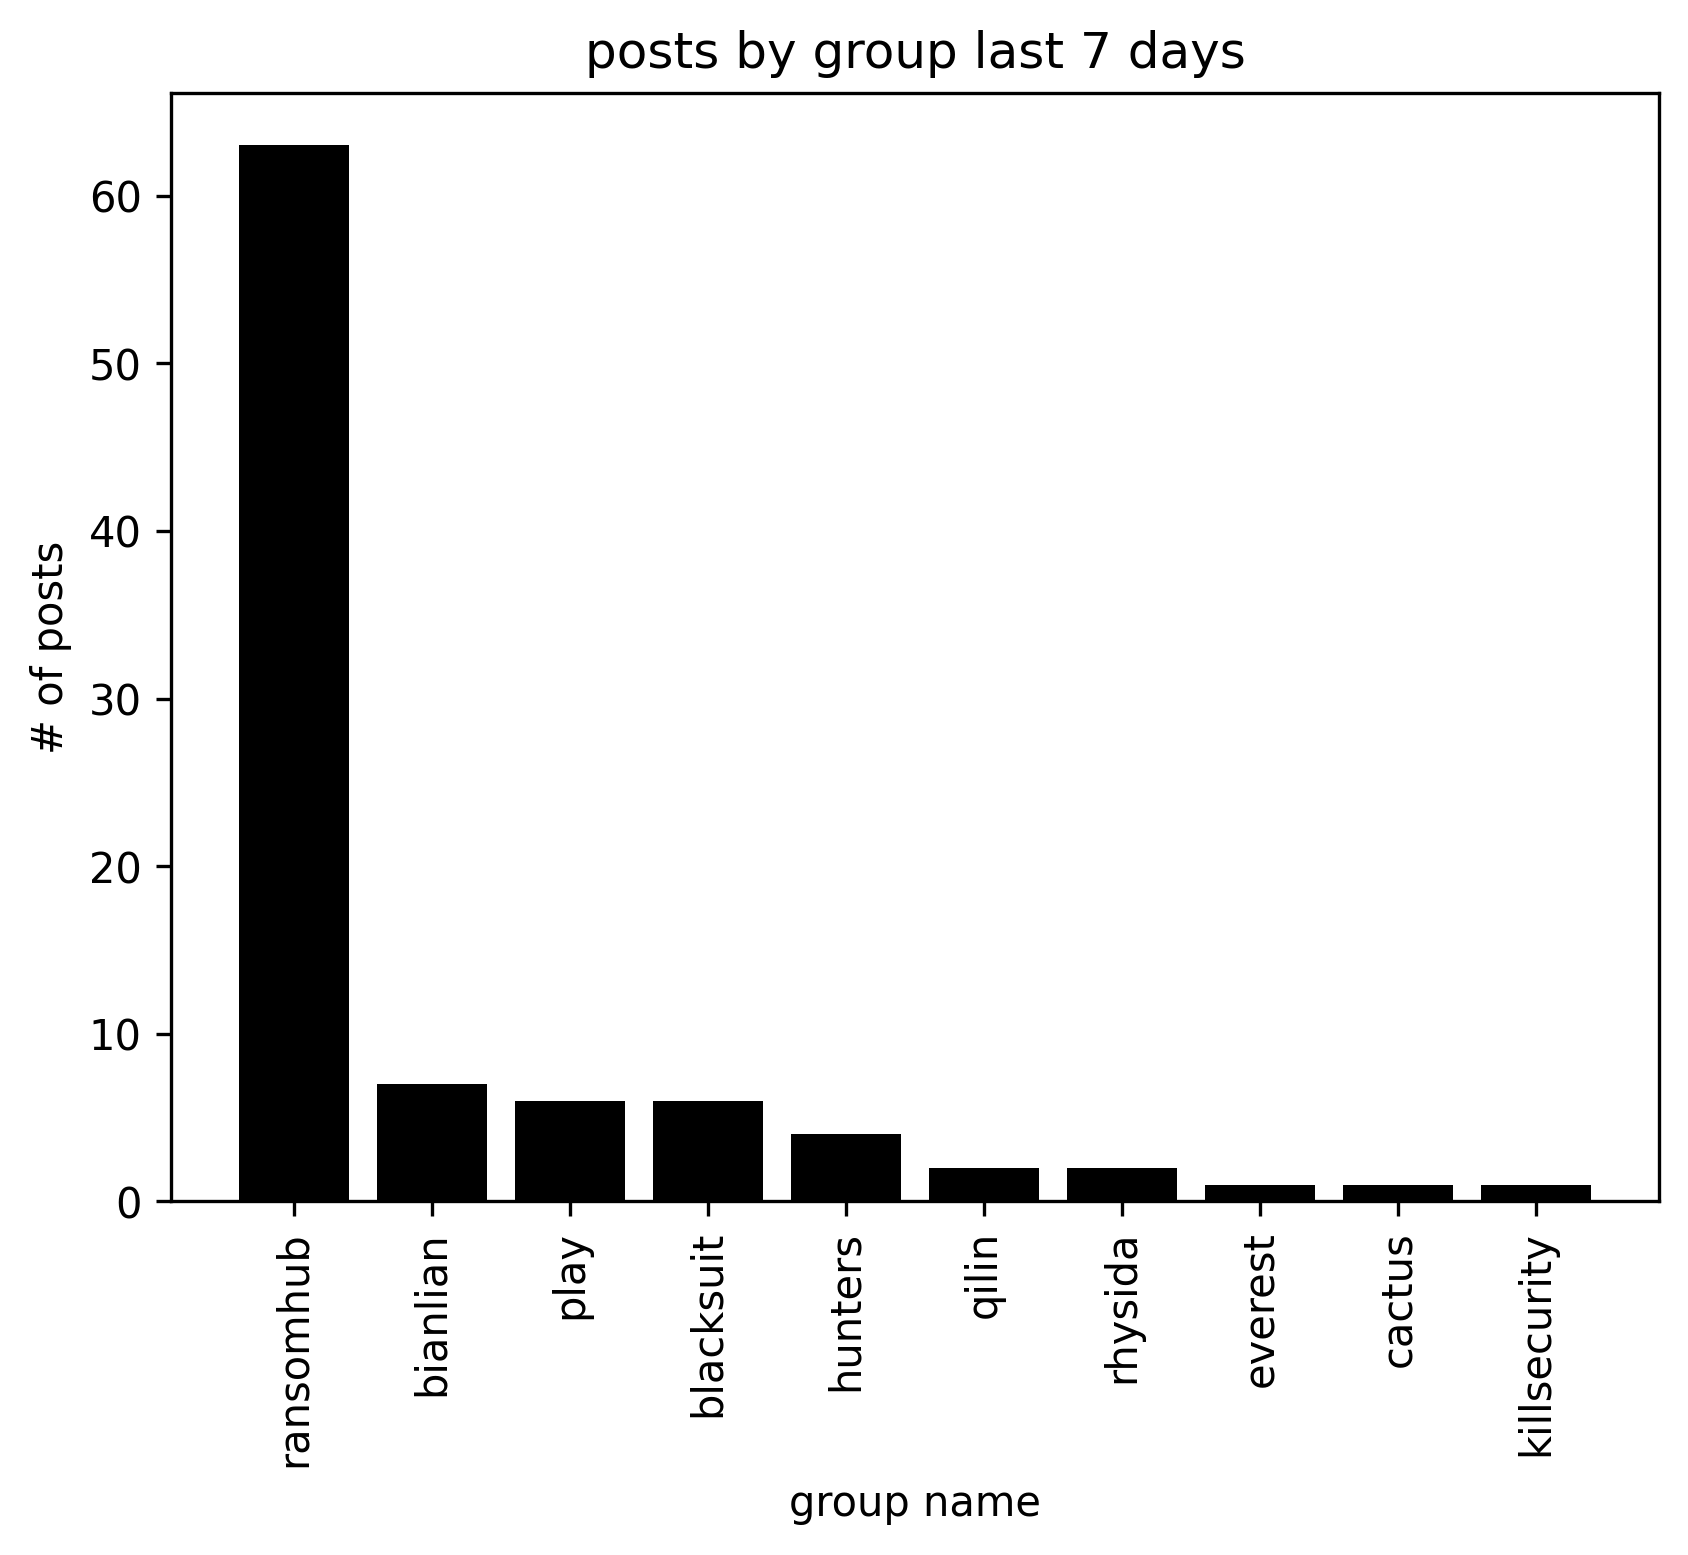 posts by group last 7 days
# of posts
60
50
40
30
20
10
0
ransomhub
bianlian
play
blacksuit
hunters
qilin
rhysida
everest
cactus
killsecurity
group name